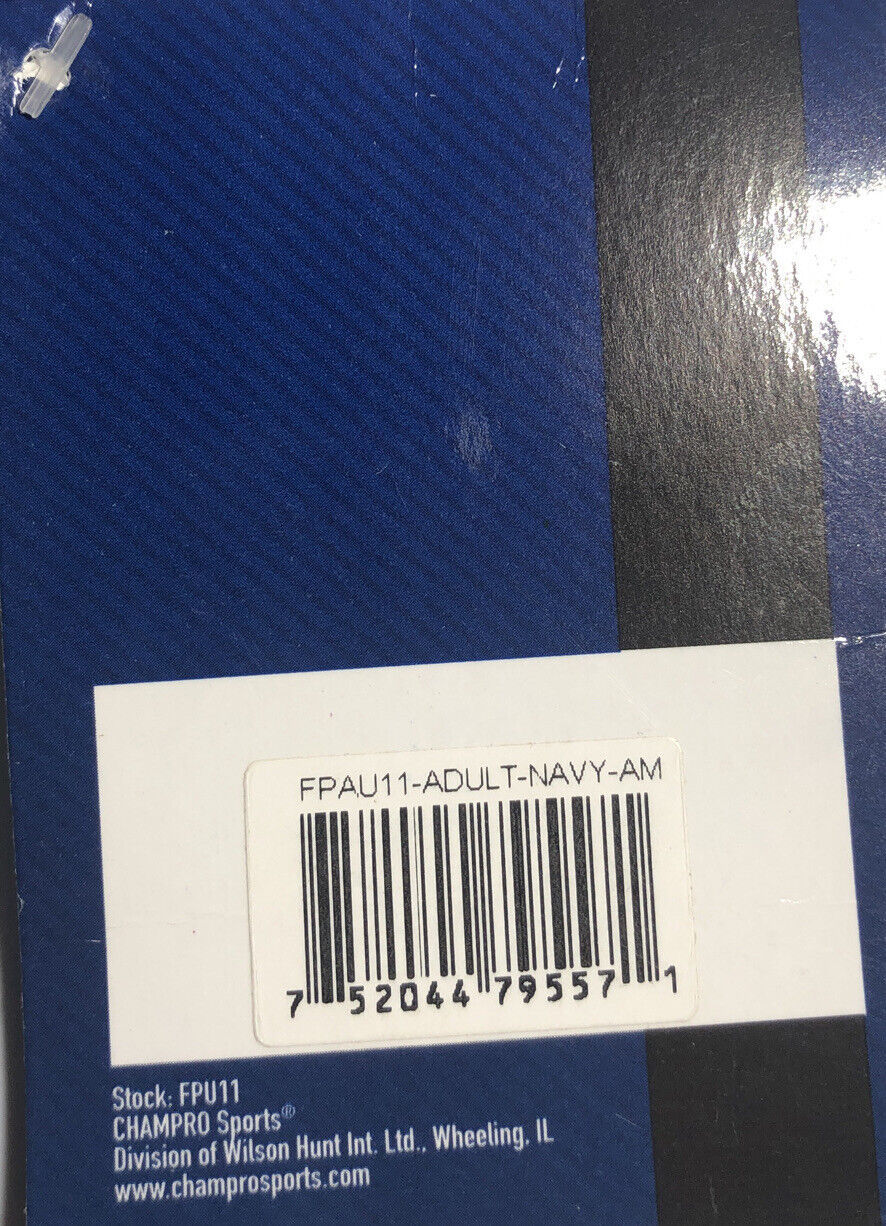 FPAU11-ADULT-NAVY-AM
7 52044 79557 1
Stock: FPU11
CHAMPRO Sports®
Division of Wilson Hunt Int. Ltd., Wheeling, IL
www.champrosports.com